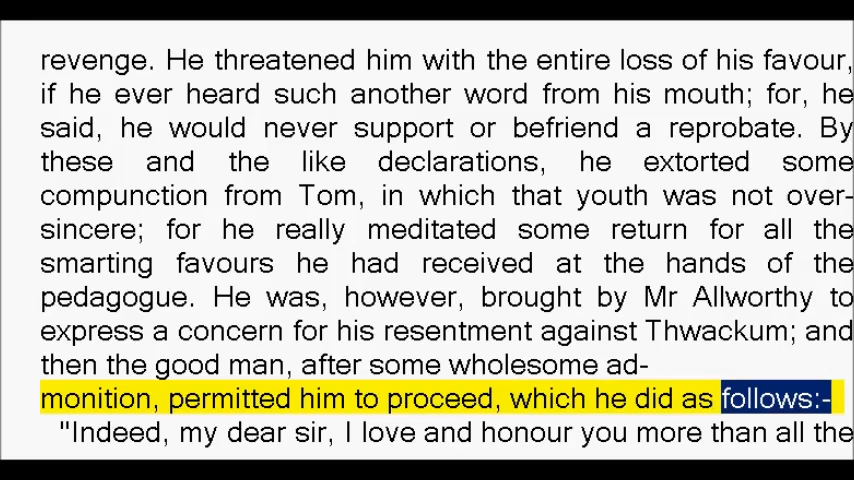 revenge. He threatened him with the entire loss of his favour,
if he ever heard such another word from his mouth; for, he
said, he would never support or befriend a reprobate. By
these and the like declarations, he extorted some
compunction from Tom, in which that youth was not over-
sincere; for he really meditated some return for all the
smarting favours he had received at the hands of the
pedagogue. He was, however, brought by Mr Allworthy to
express a concern for his resentment against Thwackum; and
then the good man, after some wholesome ad-
monition, permitted him to proceed, which he did as follows:-
"Indeed, my dear sir, I love and honour you more than all the